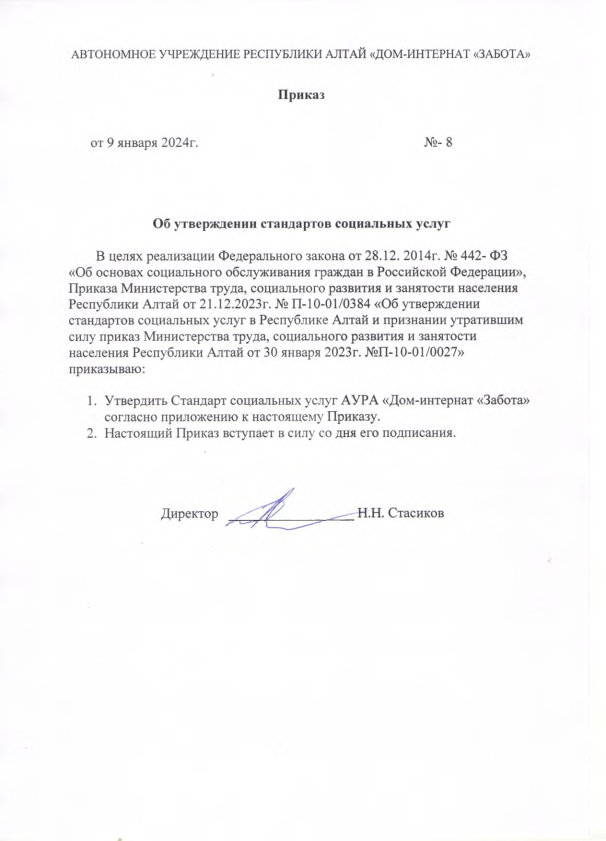 АВТОНОМНОЕ УЧРЕЖДЕНИЕ РЕСПУБЛИКИ АЛТАЙ «ДОМ-ИНТЕРНАТ «ЗАБОТА»
Приказ
от 9 января 2024г. №- 8
Об утверждении стандартов социальных услуг
В целях реализации Федерального закона от 28.12. 2014г. № 442- ФЗ
«Об основах социального обслуживания граждан в Российской Федерации»,
Приказа Министерства труда, социального развития и занятости населения
Республики Алтай от 21.12.2023г. № П-10-01/0384 «Об утверждении
стандартов социальных услуг в Республике Алтай и признании утратившим
силу приказ Министерства труда, социального развития и занятости
населения Республики Алтай от 30 января 2023г. №П-10-01/0027»
приказываю:
1. Утвердить Стандарт социальных услуг АУРА «Дом-интернат «Забота»
согласно приложению к настоящему Приказу.
2. Настоящий Приказ вступает в силу со дня его подписания.
Директор Н.Н. Стасиков